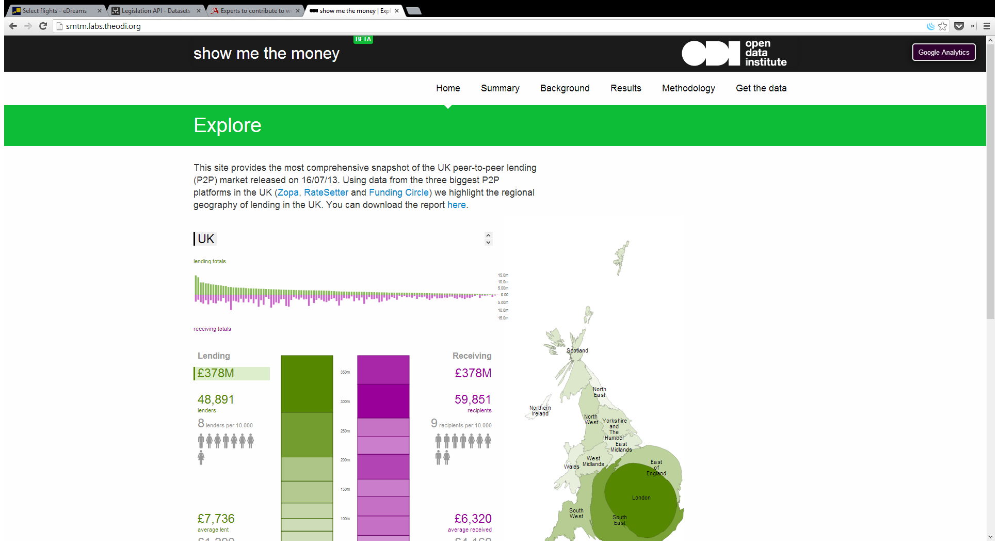 Select flights - eDreams
Legislation API - Datasets
Experts to contribute to w
show me the money | Expl
smtm.labs.theodi.org
»
BETA
show me the money
ODI
open
data
institute
Google Analytics
Home Summary Background Results Methodology Get the data
Explore
This site provides the most comprehensive snapshot of the UK peer-to-peer lending
(P2P) market released on 16/07/13. Using data from the three biggest P2P
platforms in the UK (Zopa, RateSetter and Funding Circle) we highlight the regional
geography of lending in the UK. You can download the report here.
UK
lending totals
15.0m
10.0m
5.00m
0.00
5.00m
10.0m
15.0m
receiving totals
Lending
£378M
48,891
lenders
8 lenders per 10.000
£7,736
average lent
350m
300m
250m
200m
150m
100m
Receiving
£378M
59,851
recipients
9 recipients per 10.000
£6,320
average received
Scotland
North
East
Northern
Ireland
North
West
Yorkshire
and
The
Humber
East
Midlands
West
Midlands
Wales
East
of
England
London
South
West
South
East